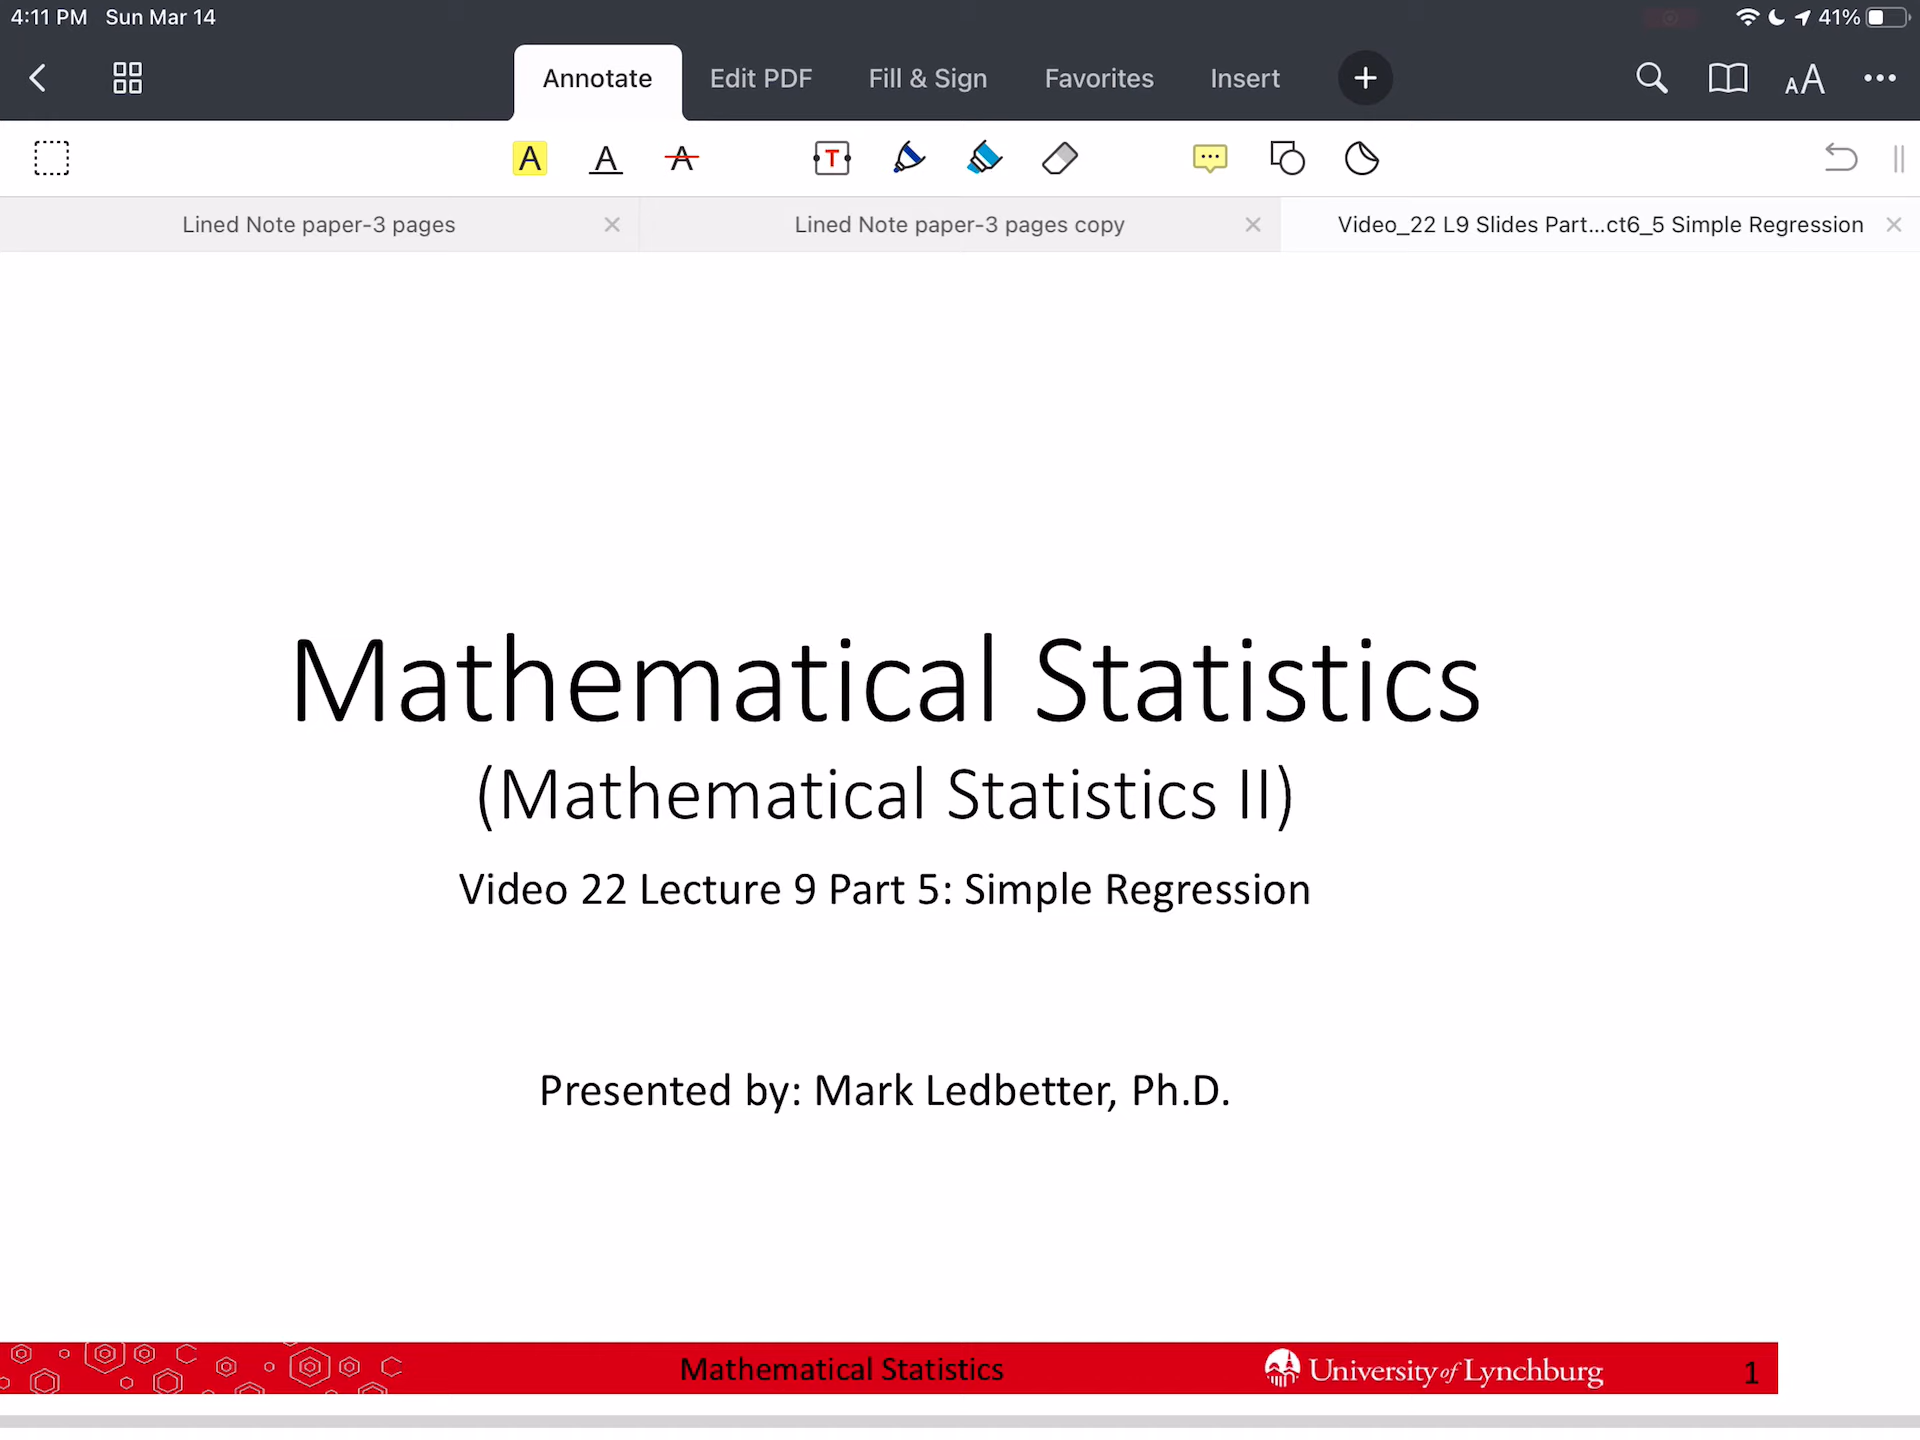 4:11 PM Sun Mar 14 41%
Annotate Edit PDF Fill & Sign Favorites Insert + AA
A A A T
Lined Note paper-3 pages Lined Note paper-3 pages copy Video_22 L9 Slides Part...ct6_5 Simple Regression
Mathematical Statistics
(Mathematical Statistics II)
Video 22 Lecture 9 Part 5: Simple Regression
Presented by: Mark Ledbetter, Ph.D.
Mathematical Statistics University of Lynchburg 1